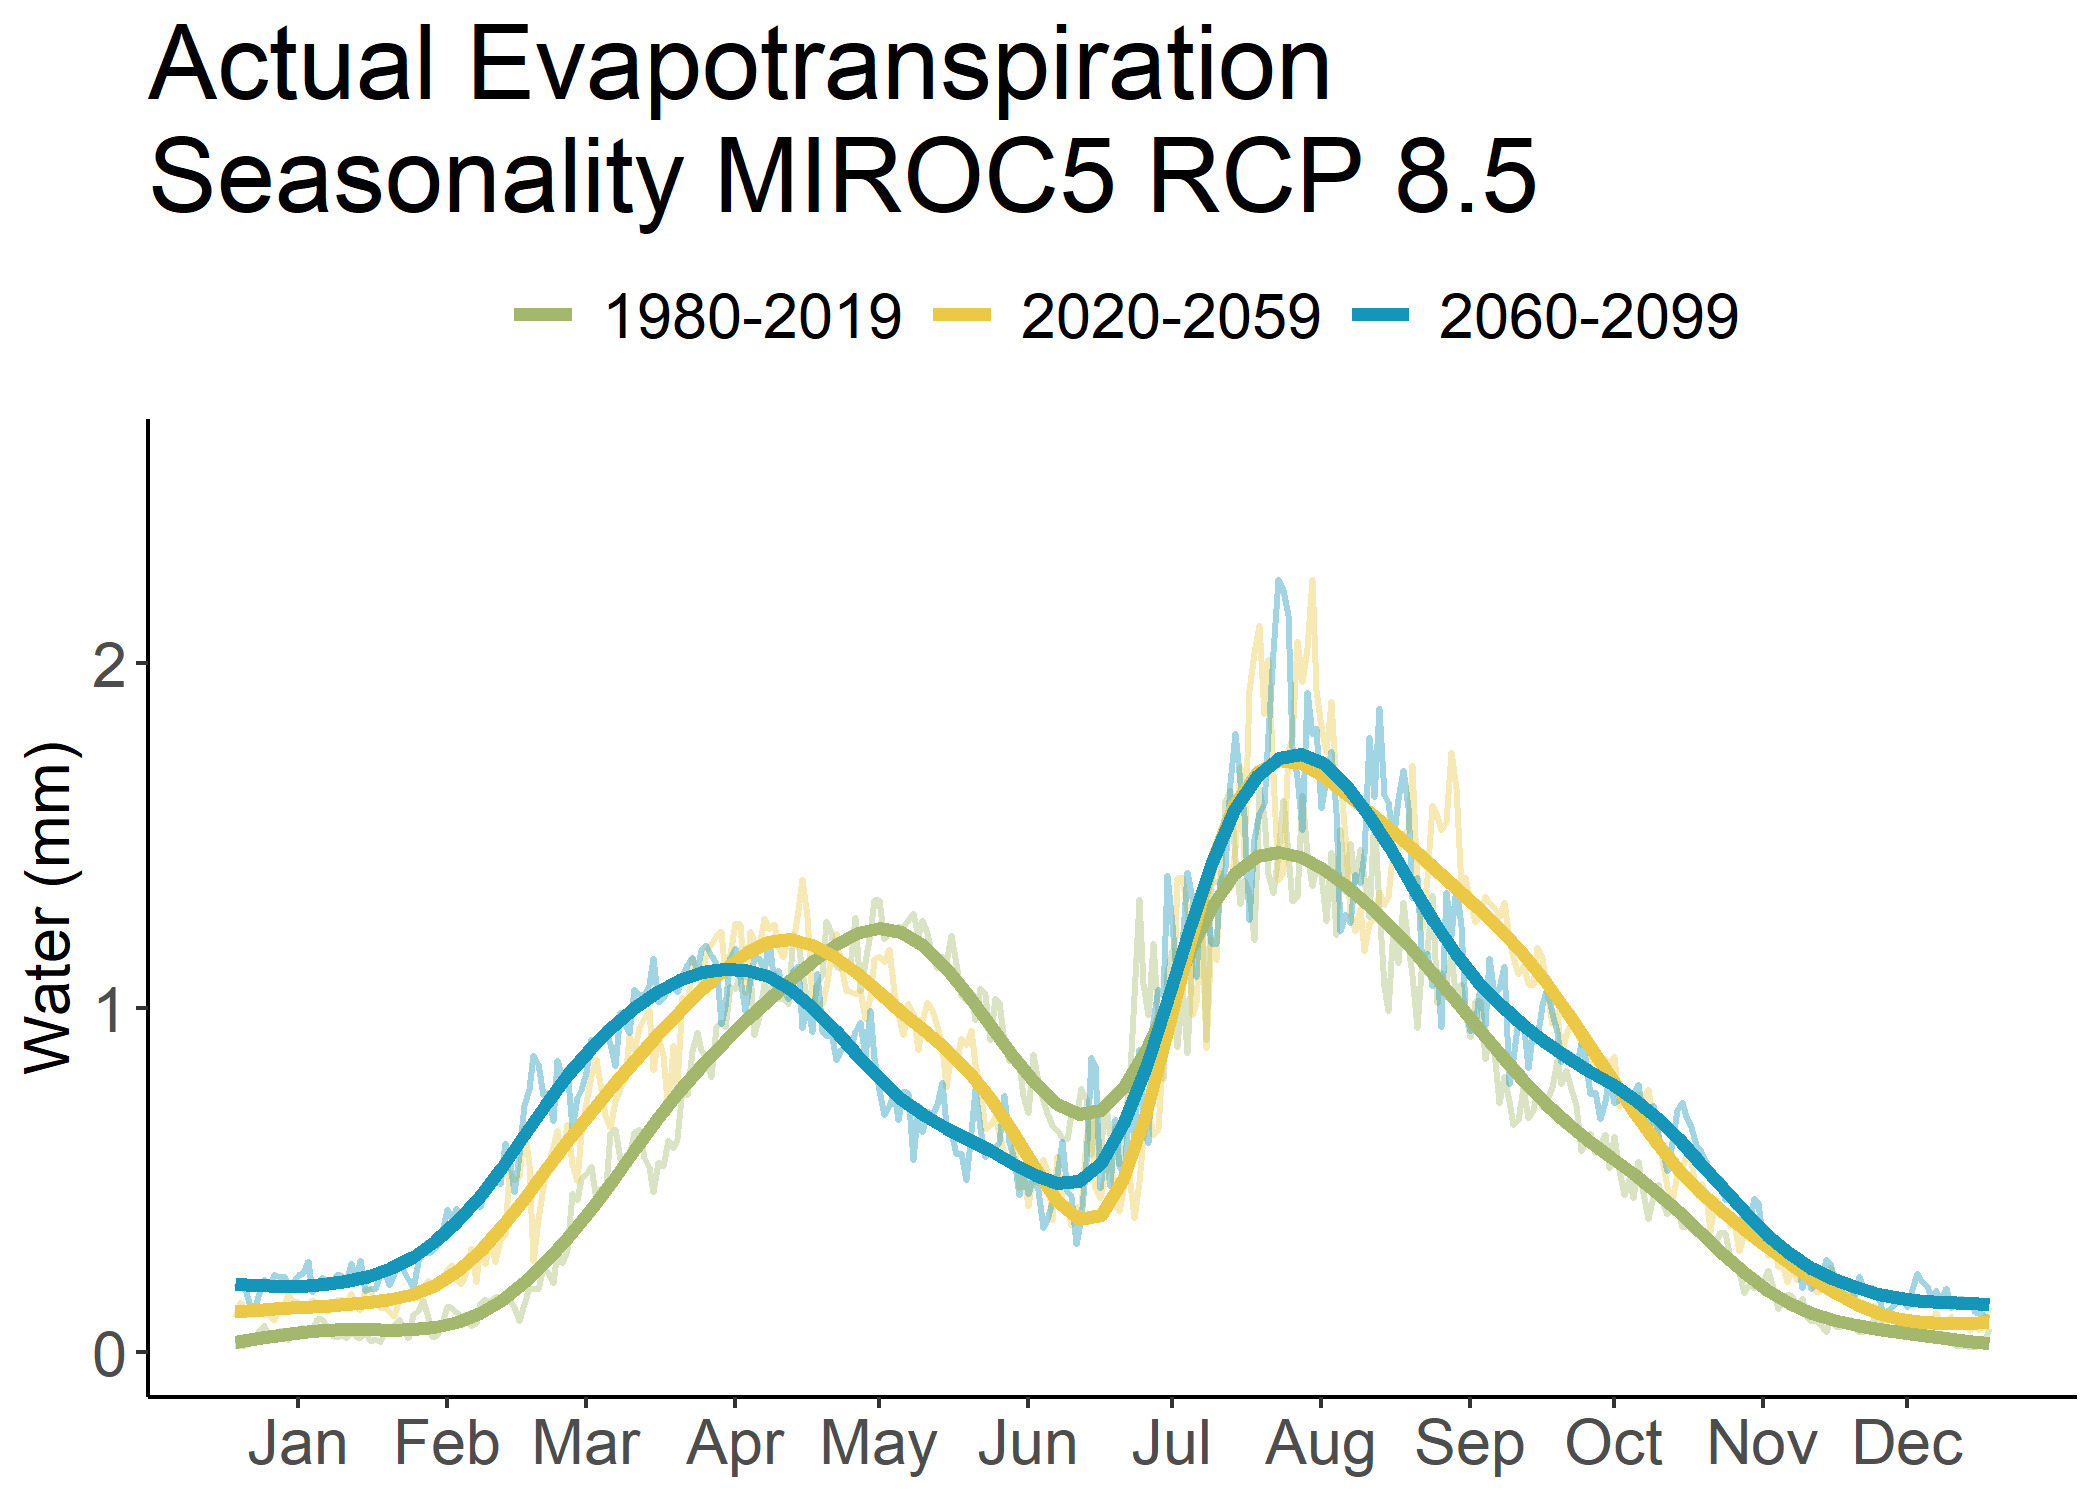 Actual Evapotranspiration
Seasonality MIROC5 RCP 8.5
1980-2019 2020-2059 2060-2099
Water (mm)
2
1
0
Jan Feb Mar Apr May Jun Jul Aug Sep Oct Nov Dec